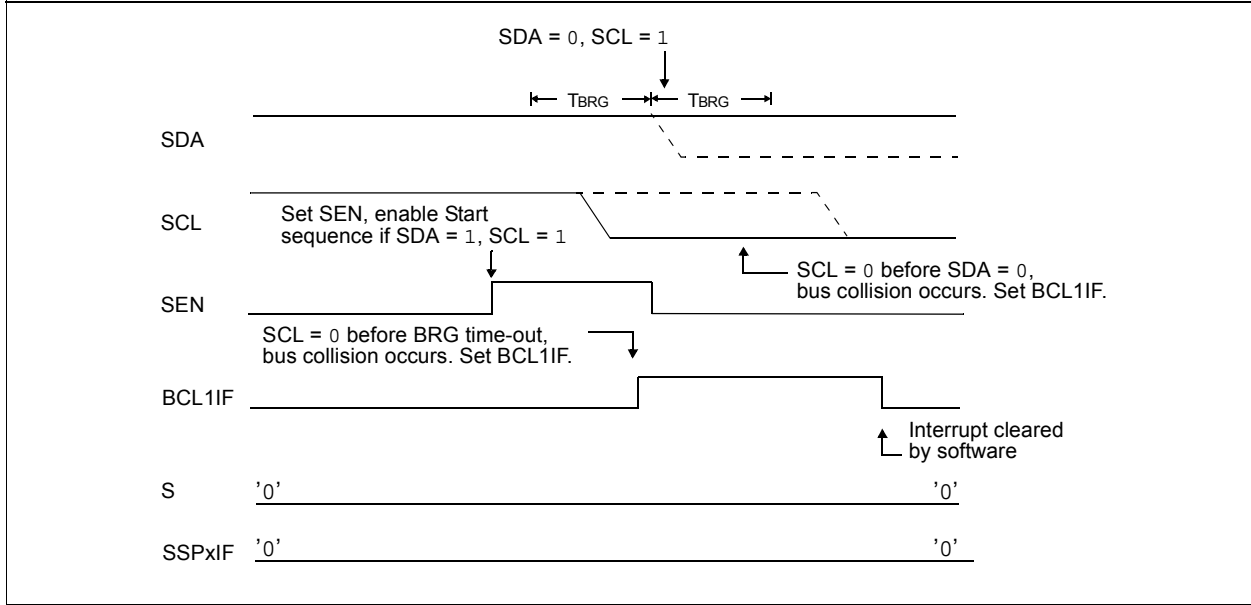 SDA = 0, SCL = 1
TBRG TBRG
SDA
SCL
Set SEN, enable Start
sequence if SDA = 1, SCL = 1
SCL = 0 before SDA = 0,
bus collision occurs. Set BCL1IF.
SEN
SCL = 0 before BRG time-out,
bus collision occurs. Set BCL1IF.
BCL1IF
Interrupt cleared
by software
S '0' '0'
SSPxIF '0' '0'